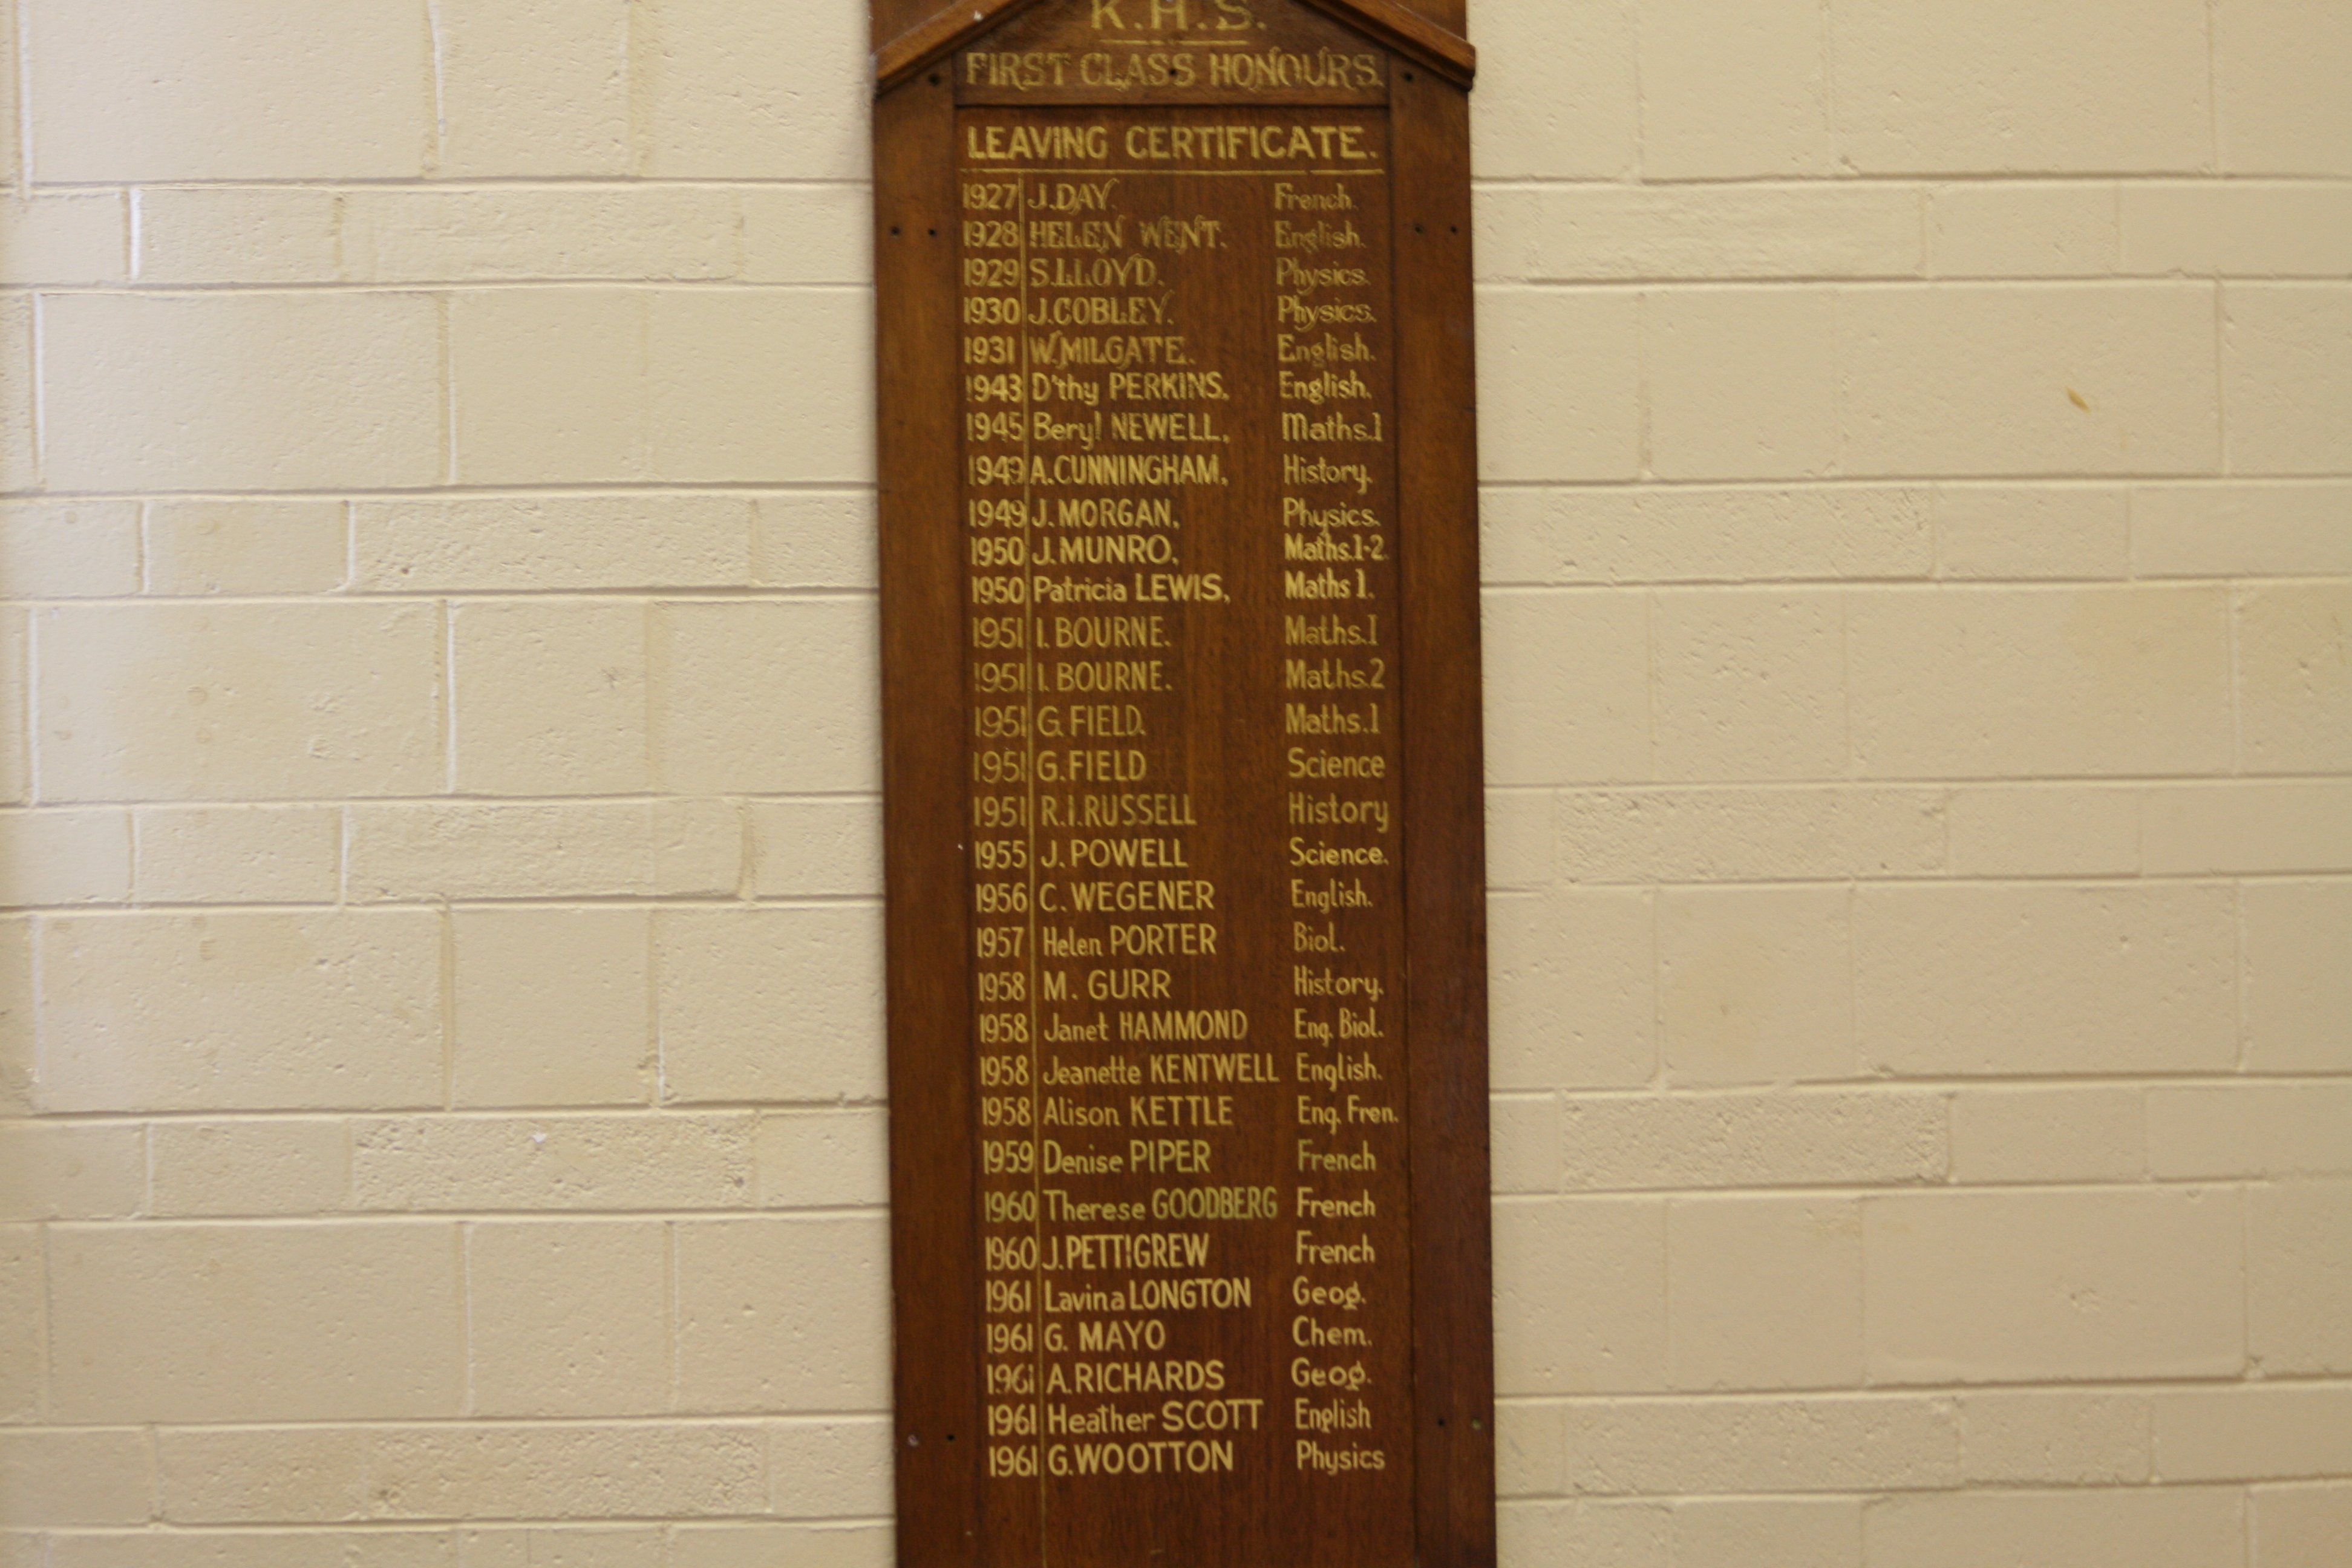 K.H.S.
FIRST CLASS HONOURS.
LEAVING CERTIFICATE.
1927 J.DAY. French.
1928 HELEN WENT. English.
1929 S.LLOYD. Physics.
1930 J.COBLEY. Physics.
1931 W.MILGATE. English.
1943 D'thy PERKINS, English.
1945 Beryl NEWELL, Maths.1
1949 A.CUNNINGHAM, History.
1949 J.MORGAN, Physics.
1950 J.MUNRO, Maths.1-2.
1950 Patricia LEWIS, Maths 1.
1951 I.BOURNE. Maths.I
1951 I.BOURNE. Maths.2
1951 G.FIELD. Maths.1
1951 G.FIELD Science
1951 R.I.RUSSELL History
1955 J.POWELL Science.
1956 C.WEGENER English.
1957 Helen PORTER Biol.
1958 M. GURR History.
1958 Janet HAMMOND Eng. Biol.
1958 Jeanette KENTWELL English.
1958 Alison KETTLE Eng. Fren.
1959 Denise PIPER French
1960 Therese GOODBERG French
1960 J.PETTIGREW French
1961 Lavina LONGTON Geog.
1961 G. MAYO Chem.
1961 A.RICHARDS Geog.
1961 Heather SCOTT English
1961 G.WOOTTON Physics